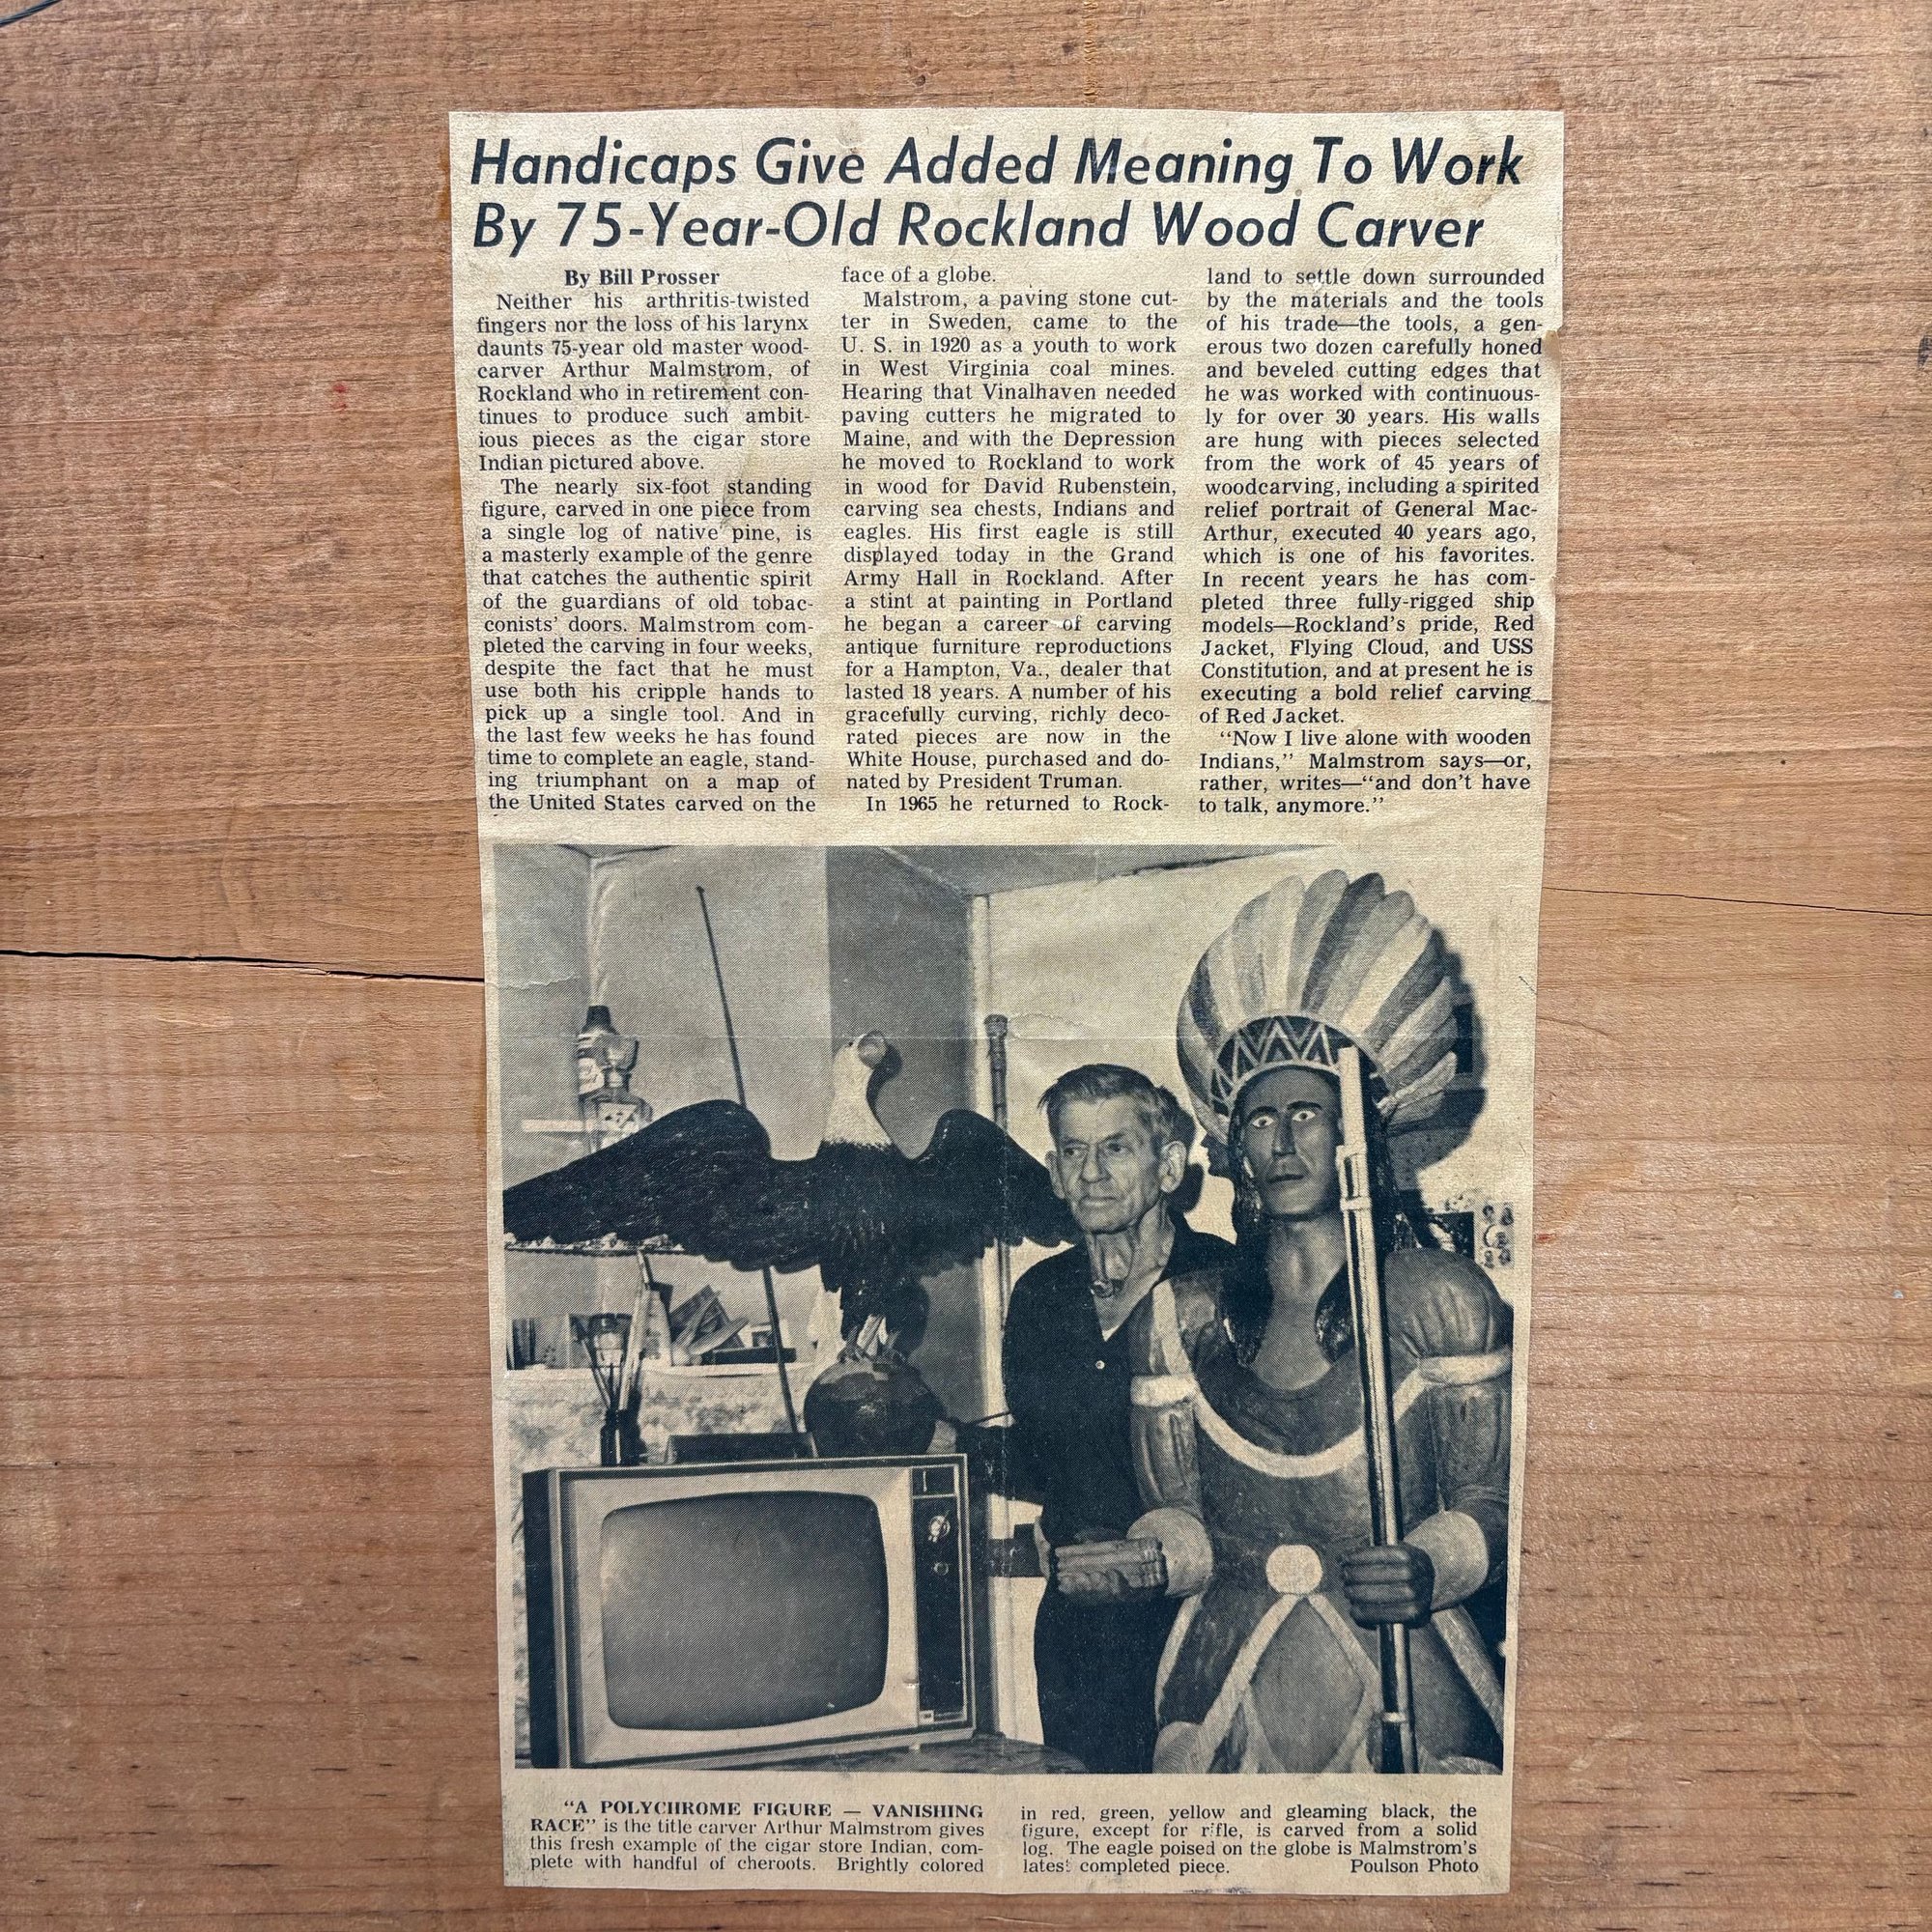 Handicaps Give Added Meaning To Work
By 75-Year-Old Rockland Wood Carver
By Bill Prosser
Neither his arthritis-twisted
fingers nor the loss of his larynx
daunts 75-year old master wood-
carver Arthur Malmstrom, of
Rockland who in retirement con-
tinues to produce such ambit-
ious pieces as the cigar store
Indian pictured above.
The nearly six-foot standing
figure, carved in one piece from
a single log of native pine, is
a masterly example of the genre
that catches the authentic spirit
of the guardians of old tobac-
conists' doors. Malmstrom com-
pleted the carving in four weeks,
despite the fact that he must
use both his cripple hands to
pick up a single tool. And in
the last few weeks he has found
time to complete an eagle, stand-
ing triumphant on a map of
the United States carved on the
face of a globe.
Malstrom, a paving stone cut-
ter in Sweden, came to the
U. S. in 1920 as a youth to work
in West Virginia coal mines.
Hearing that Vinalhaven needed
paving cutters he migrated to
Maine, and with the Depression
he moved to Rockland to work
in wood for David Rubenstein,
carving sea chests, Indians and
eagles. His first eagle is still
displayed today in the Grand
Army Hall in Rockland. After
a stint at painting in Portland
he began a career of carving
antique furniture reproductions
for a Hampton, Va., dealer that
lasted 18 years. A number of his
gracefully curving, richly deco-
rated pieces are now in the
White House, purchased and do-
nated by President Truman.
In 1965 he returned to Rock-
land to settle down surrounded
by the materials and the tools
of his trade—the tools, a gen-
erous two dozen carefully honed
and beveled cutting edges that
he was worked with continuous-
ly for over 30 years. His walls
are hung with pieces selected
from the work of 45 years of
woodcarving, including a spirited
relief portrait of General Mac-
Arthur, executed 40 years ago,
which is one of his favorites.
In recent years he has com-
pleted three fully-rigged ship
models—Rockland's pride, Red
Jacket, Flying Cloud, and USS
Constitution, and at present he is
executing a bold relief carving
of Red Jacket.
"Now I live alone with wooden
Indians," Malmstrom says—or,
rather, writes—"and don't have
to talk, anymore."
"A POLYCHROME FIGURE — VANISHING
RACE" is the title carver Arthur Malmstrom gives
this fresh example of the cigar store Indian, com-
plete with handful of cheroots. Brightly colored
in red, green, yellow and gleaming black, the
figure, except for rifle, is carved from a solid
log. The eagle poised on the globe is Malmstrom's
latest completed piece. Poulson Photo